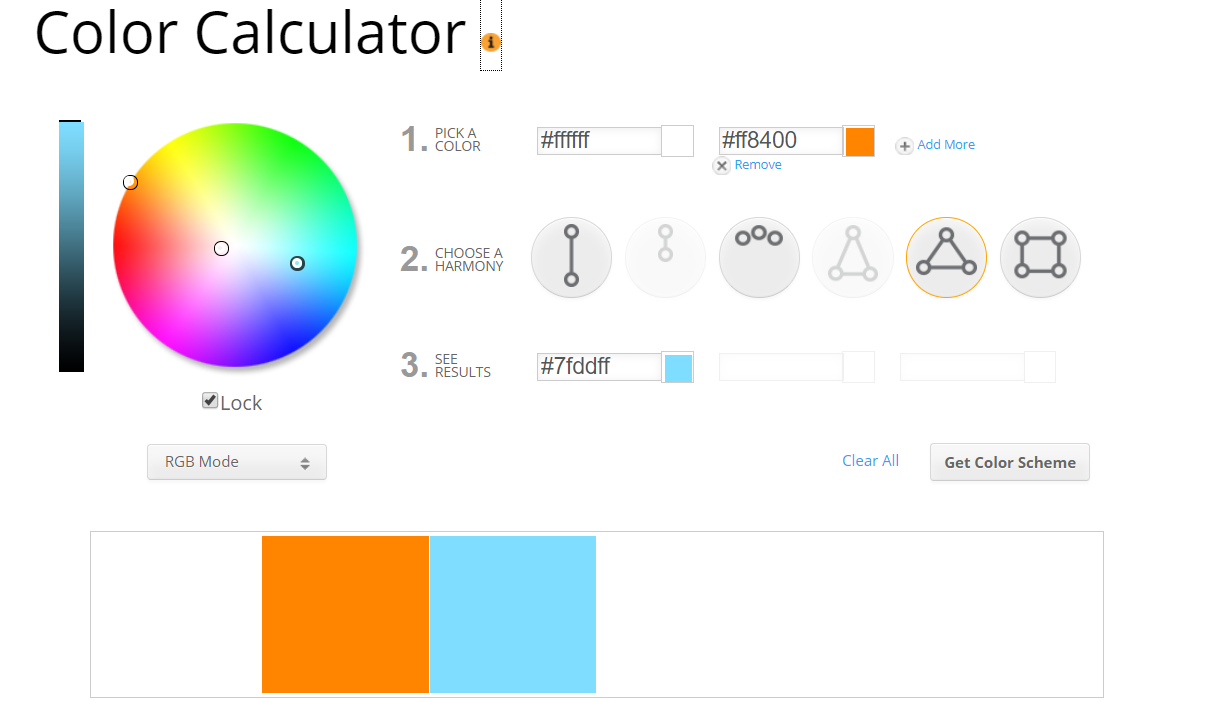 Color Calculator
i
1. PICK A
COLOR
#ffffff
#ff8400
Add More
Remove
2. CHOOSE A
HARMONY
3. SEE
RESULTS
#7fddff
Lock
RGB Mode
Clear All
Get Color Scheme